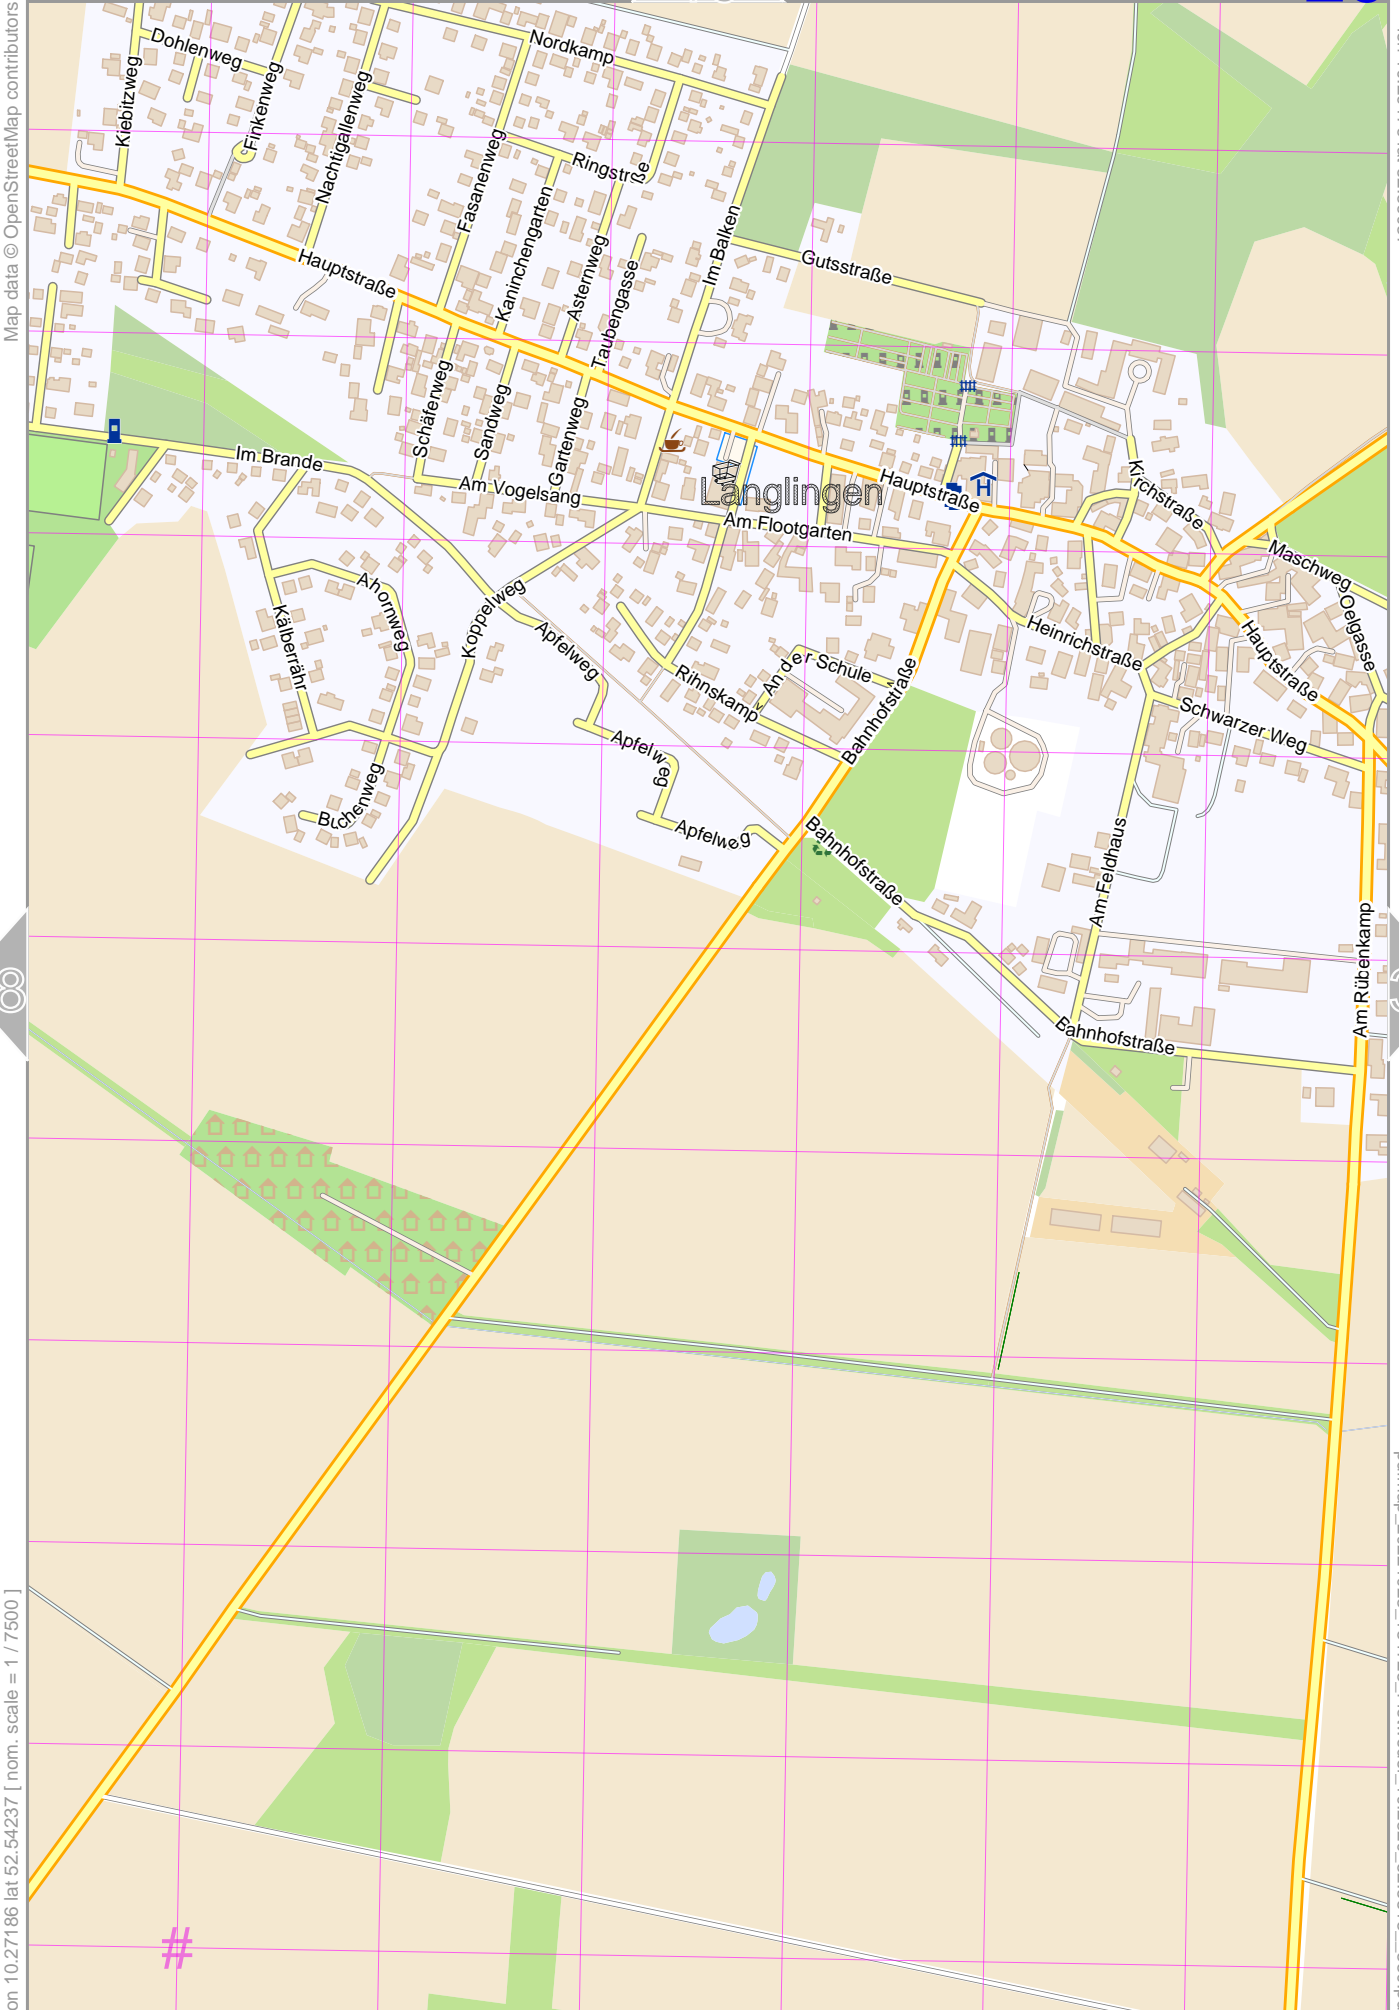 Map data © OpenStreetMap contributors
Dohlenweg
Nordkamp
Kiebitzweg
Finkenweg
Nachtigallenweg
Fasanenweg
Ringstrße
Kaninchengarten
Asternweg
Im Balken
Gutsstraße
Hauptstraße
Taubengasse
Schäferweg
Sandweg
Gartenweg
Im Brande
Am Vogelsang
Langlingen
Hauptstraße
H
Kirchstraße
Am Flootgarten
Maschweg
Oelgasse
Ahornweg
Kälberrähr
Koppelweg
Apfelweg
Heinrichstraße
Hauptstraße
An der Schule
Rihnskamp
Bahnhofstraße
Schwarzer Weg
Apfelweg
Buchenweg
Apfelweg
Bahnhofstraße
Am Feldhaus
Am Rübenkamp
8
Bahnhofstraße
on 10.27186 lat 52.54237 [ nom. scale = 1 / 7500 ]
#